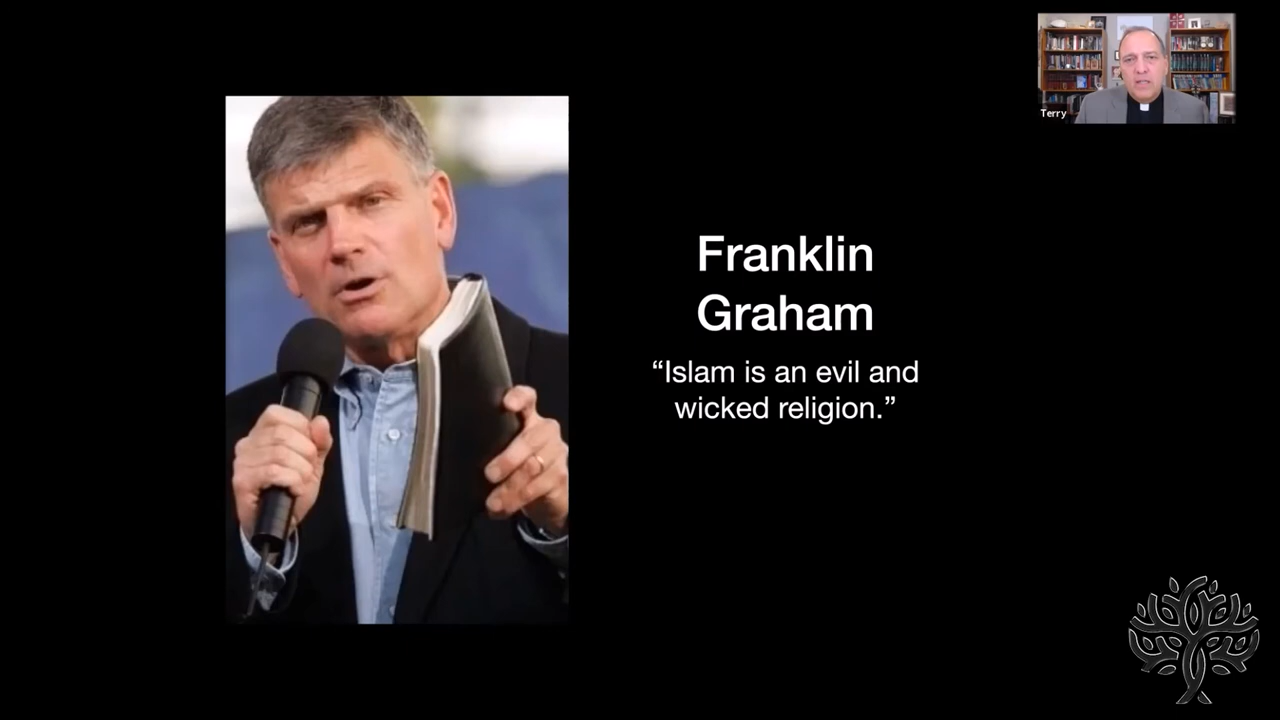 Terry
Franklin
Graham
“Islam is an evil and
wicked religion.”